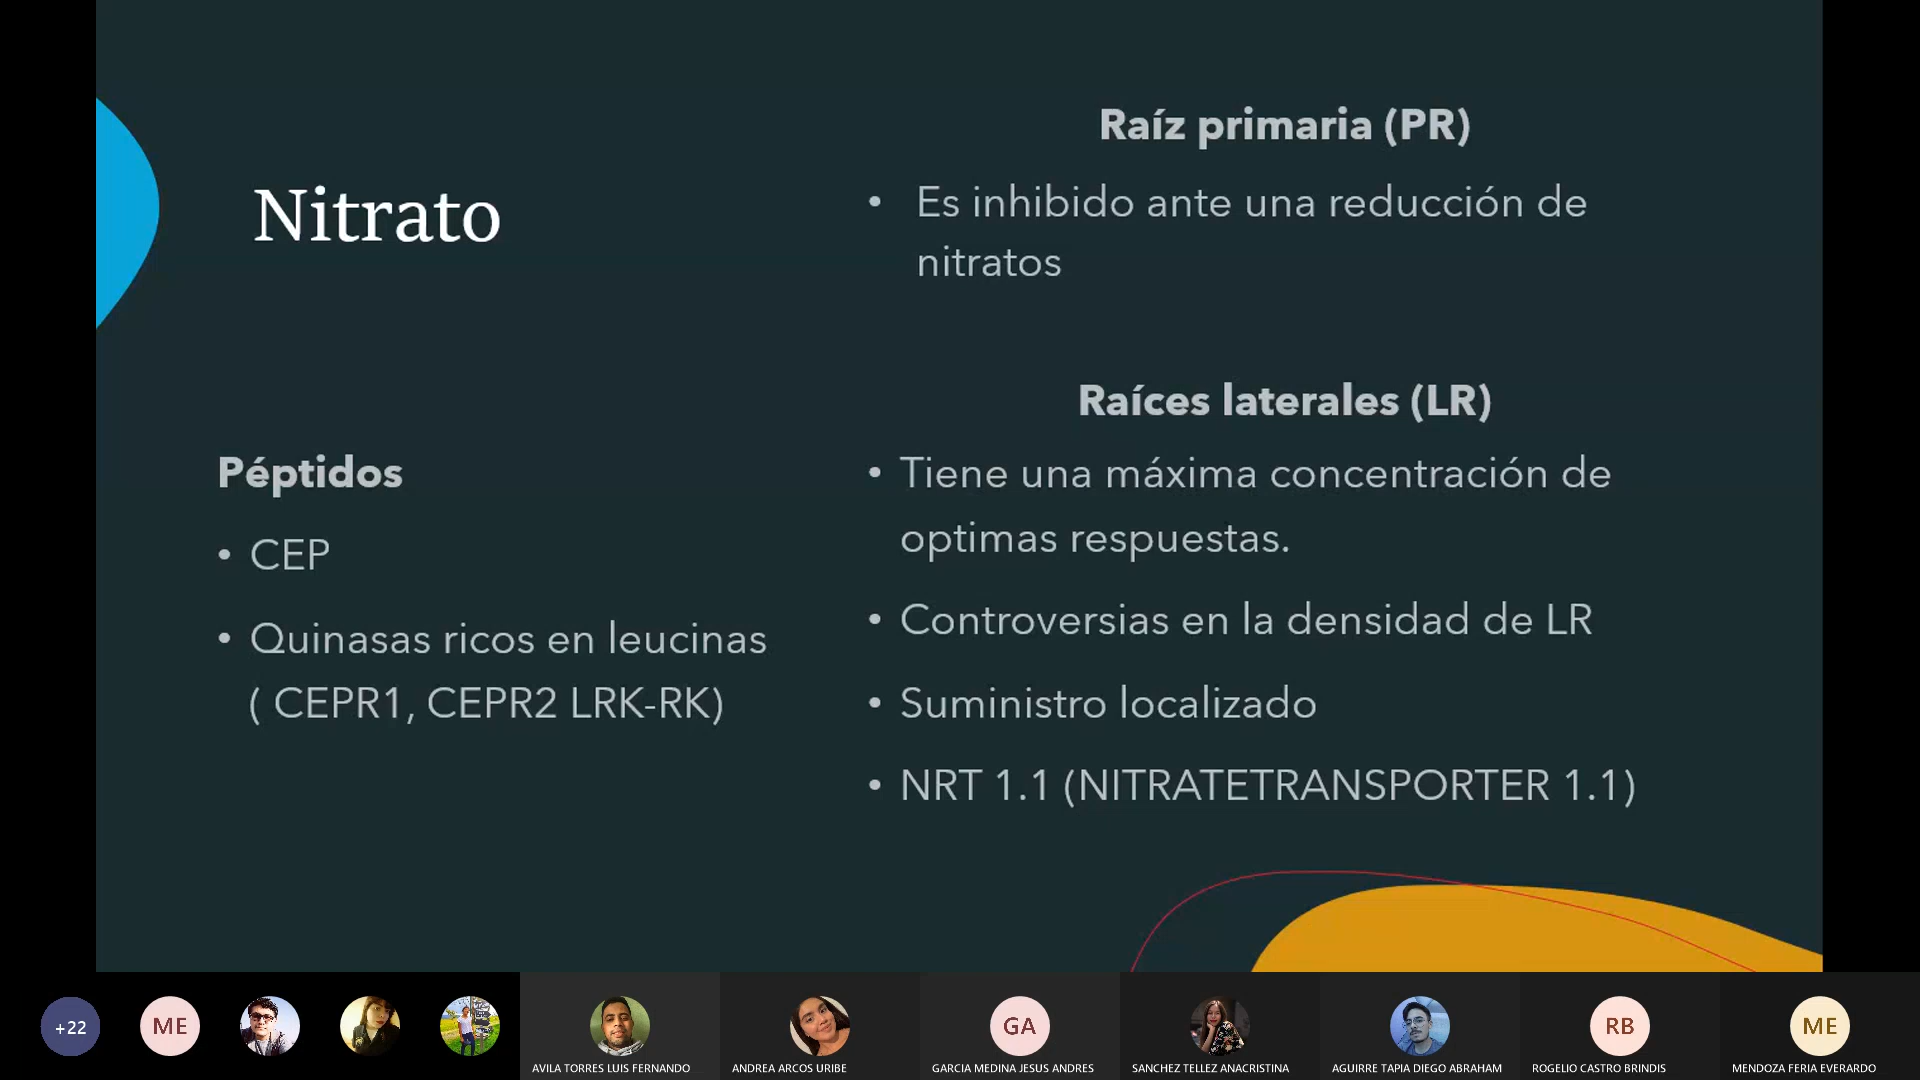 Nitrato
Péptidos
• CEP
• Quinasas ricos en leucinas
( CEPR1, CEPR2 LRK-RK)
Raíz primaria (PR)
• Es inhibido ante una reducción de
nitratos
Raíces laterales (LR)
• Tiene una máxima concentración de
optimas respuestas.
• Controversias en la densidad de LR
• Suministro localizado
• NRT 1.1 (NITRATETRANSPORTER 1.1)
+22
ME
GA
RB
ME
AVILA TORRES LUIS FERNANDO
ANDREA ARCOS URIBE
GARCIA MEDINA JESUS ANDRES
SANCHEZ TELLEZ ANACRISTINA
AGUIRRE TAPIA DIEGO ABRAHAM
ROGELIO CASTRO BRINDIS
MENDOZA FERIA EVERARDO